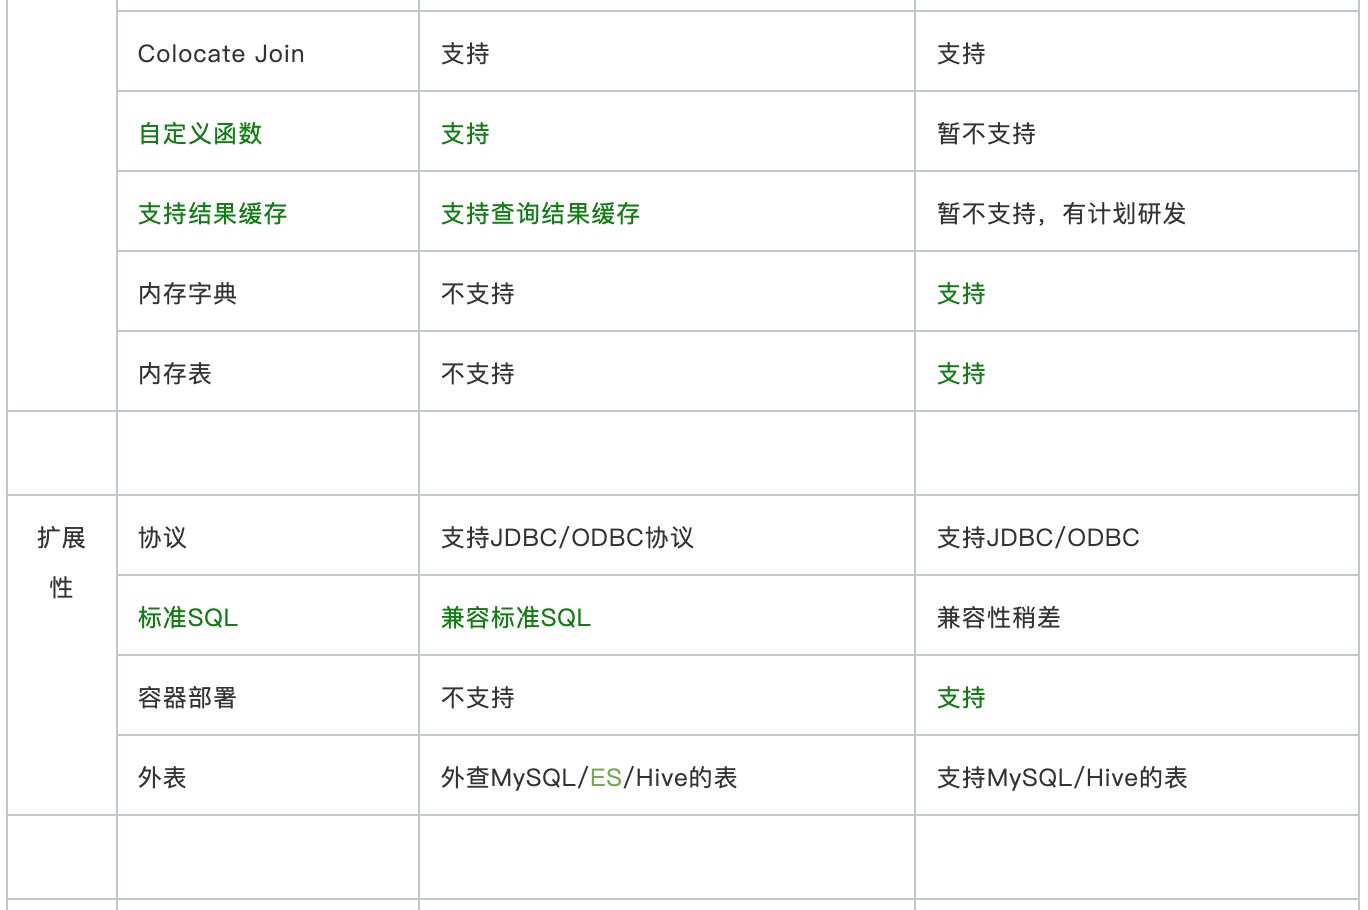 Colocate Join
支持
支持
自定义函数
支持
暂不支持
支持结果缓存
支持查询结果缓存
暂不支持，有计划研发
内存字典
不支持
支持
内存表
不支持
支持
扩展
性
协议
支持JDBC/ODBC协议
支持JDBC/ODBC
标准SQL
兼容标准SQL
兼容性稍差
容器部署
不支持
支持
外表
外查MySQL/ES/Hive的表
支持MySQL/Hive的表